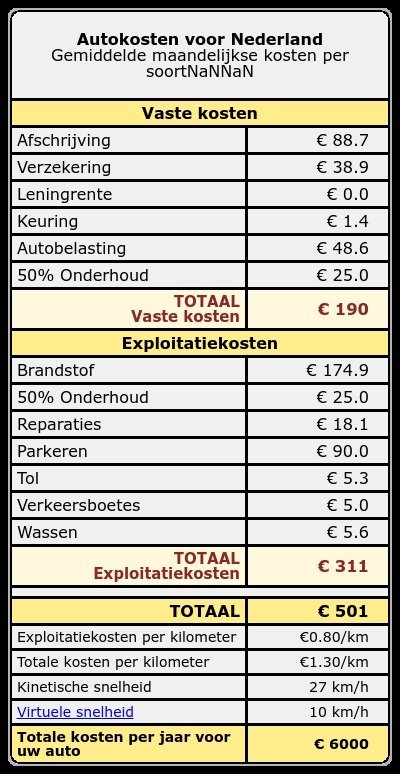 Autokosten voor Nederland
Gemiddelde maandelijkse kosten per
soortNaNNaN
Vaste kosten
Afschrijving € 88.7
Verzekering € 38.9
Leningrente € 0.0
Keuring € 1.4
Autobelasting € 48.6
50% Onderhoud € 25.0
TOTAAL
Vaste kosten € 190
Exploitatiekosten
Brandstof € 174.9
50% Onderhoud € 25.0
Reparaties € 18.1
Parkeren € 90.0
Tol € 5.3
Verkeersboetes € 5.0
Wassen € 5.6
TOTAAL
Exploitatiekosten € 311
TOTAAL € 501
Exploitatiekosten per kilometer €0.80/km
Totale kosten per kilometer €1.30/km
Kinetische snelheid 27 km/h
Virtuele snelheid 10 km/h
Totale kosten per jaar voor
uw auto € 6000